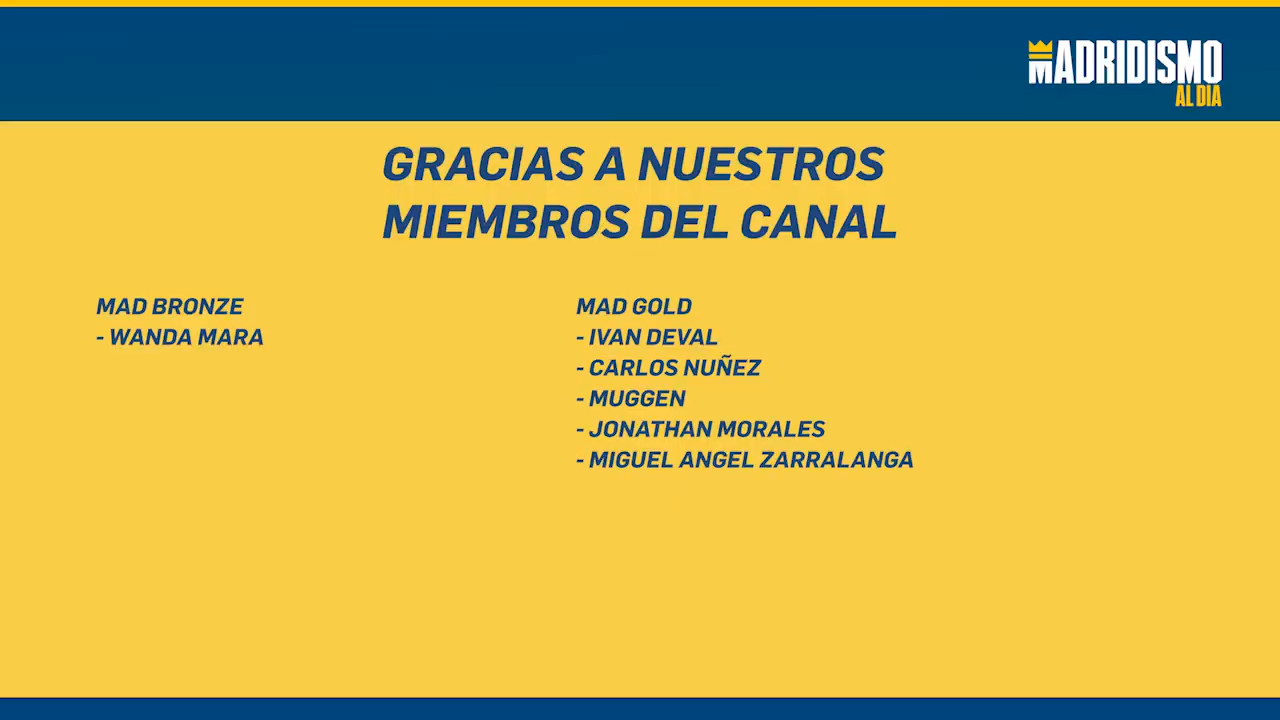 MADRIDISMO
AL DIA
GRACIAS A NUESTROS
MIEMBROS DEL CANAL
MAD BRONZE
- WANDA MARA
MAD GOLD
- IVAN DEVAL
- CARLOS NUÑEZ
- MUGGEN
- JONATHAN MORALES
- MIGUEL ANGEL ZARRALANGA